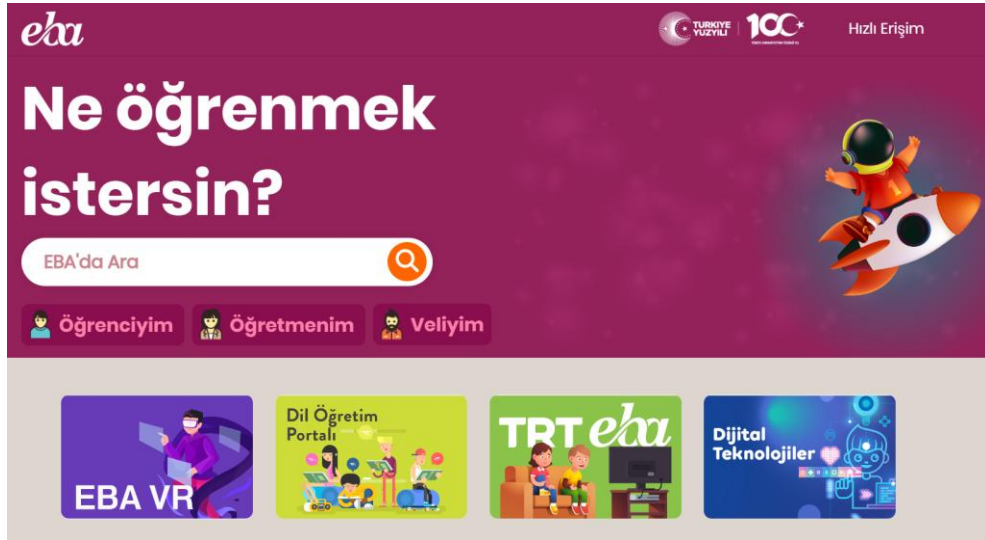 eba
TÜRKİYE
YUZYILI
100
Hızlı Erişim
Ne öğrenmek
istersin?
EBA'da Ara
Öğrenciyim
Öğretmenim
Veliyim
EBA VR
Dil Öğretim
Portalı
TRT eba
Dijital
Teknolojiler